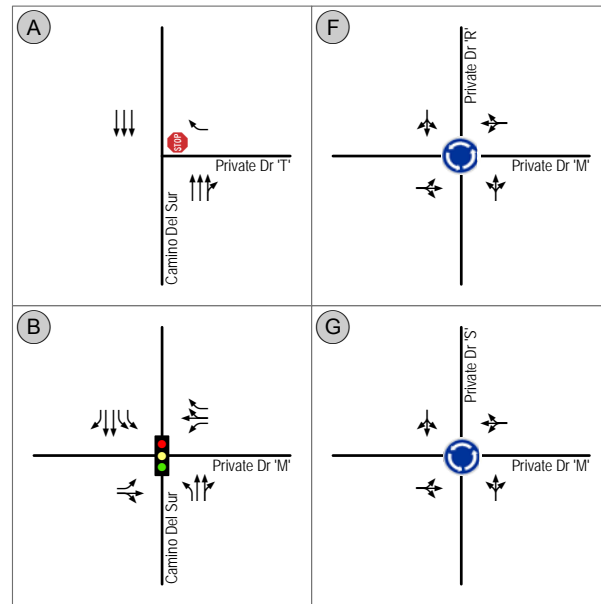 A
STOP
Private Dr 'T'
Camino Del Sur
F
Private Dr 'R'
Private Dr 'M'
B
Private Dr 'M'
Camino Del Sur
G
Private Dr 'S'
Private Dr 'M'